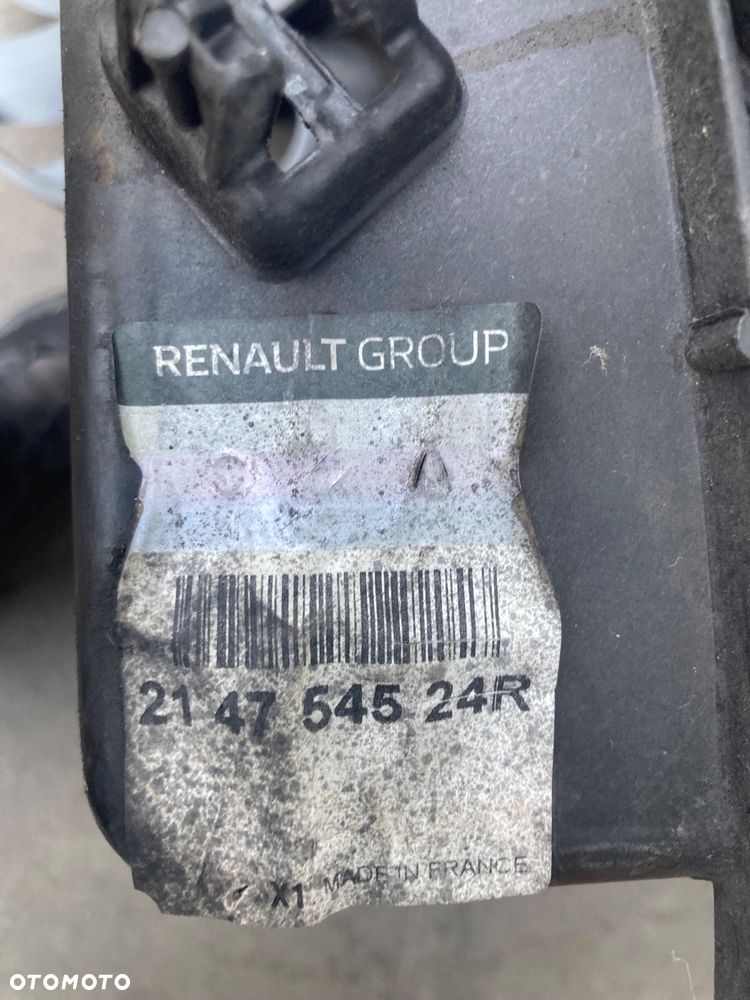 RENAULT GROUP
21 47 545 24R
X1 MADE IN FRANCE
OTOMOTO